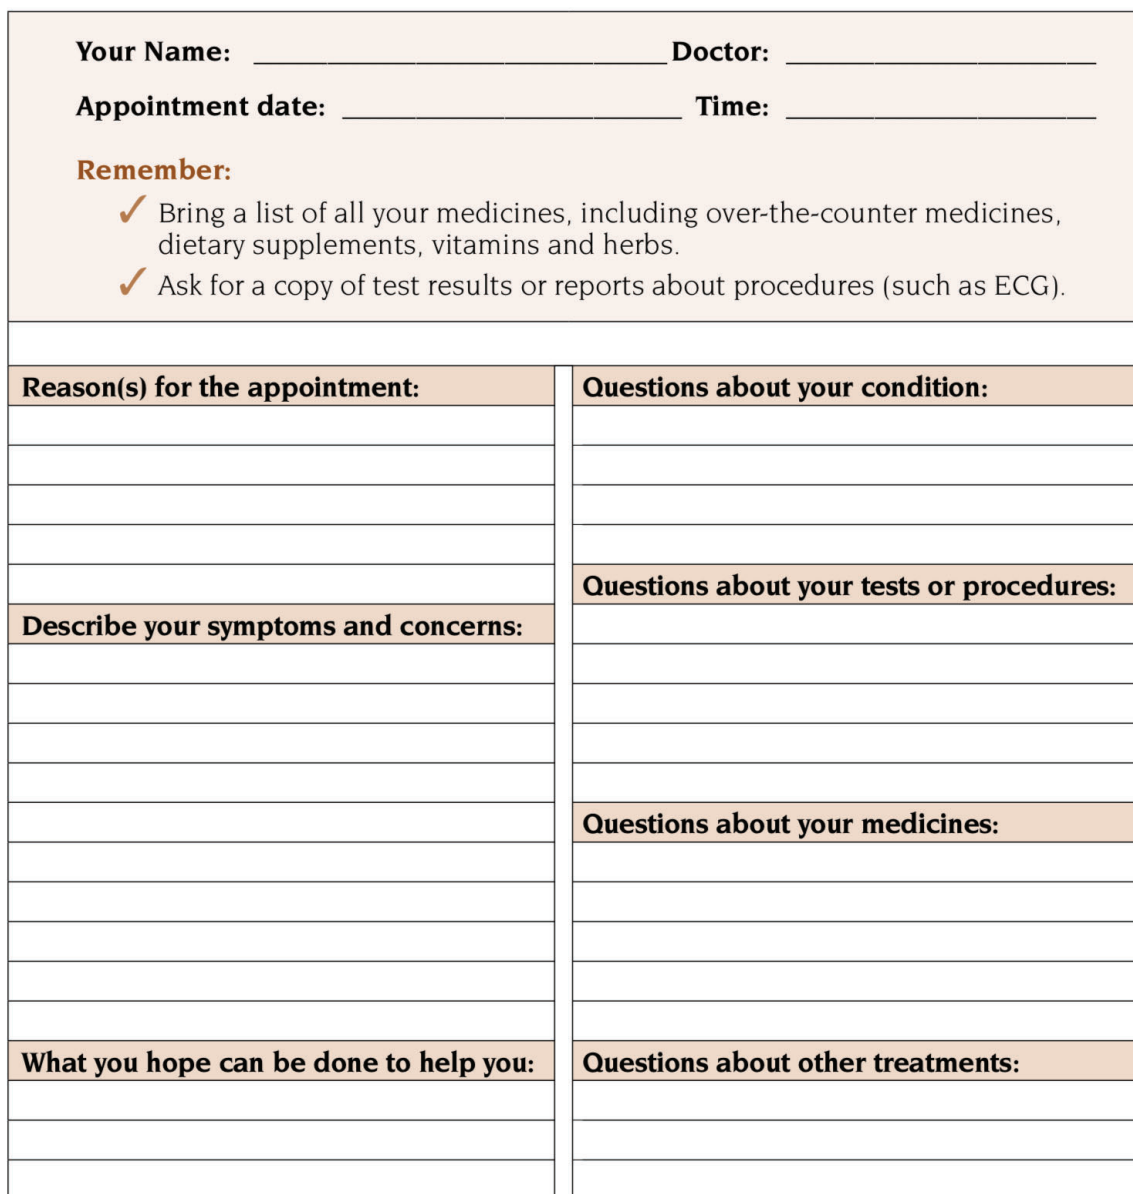 Your Name: Doctor:
Appointment date: Time:
Remember:
✓ Bring a list of all your medicines, including over-the-counter medicines,
dietary supplements, vitamins and herbs.
✓ Ask for a copy of test results or reports about procedures (such as ECG).
Reason(s) for the appointment:
Describe your symptoms and concerns:
What you hope can be done to help you:
Questions about your condition:
Questions about your tests or procedures:
Questions about your medicines:
Questions about other treatments: